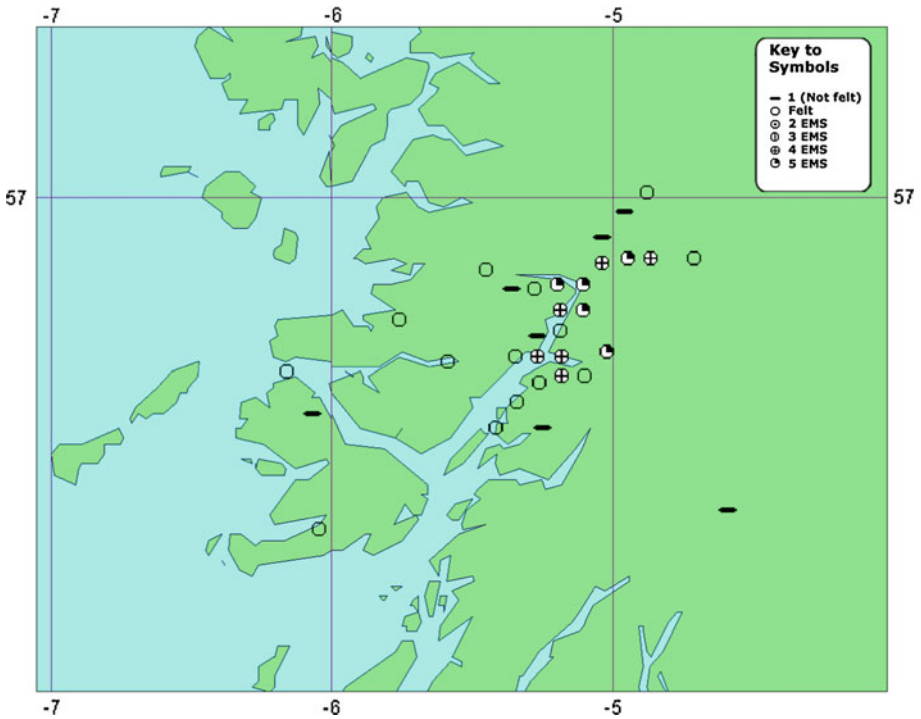 -7 -6 -5
Key to
Symbols
1 (Not felt)
Felt
2 EMS
3 EMS
4 EMS
5 EMS
57 57
-7 -6 -5